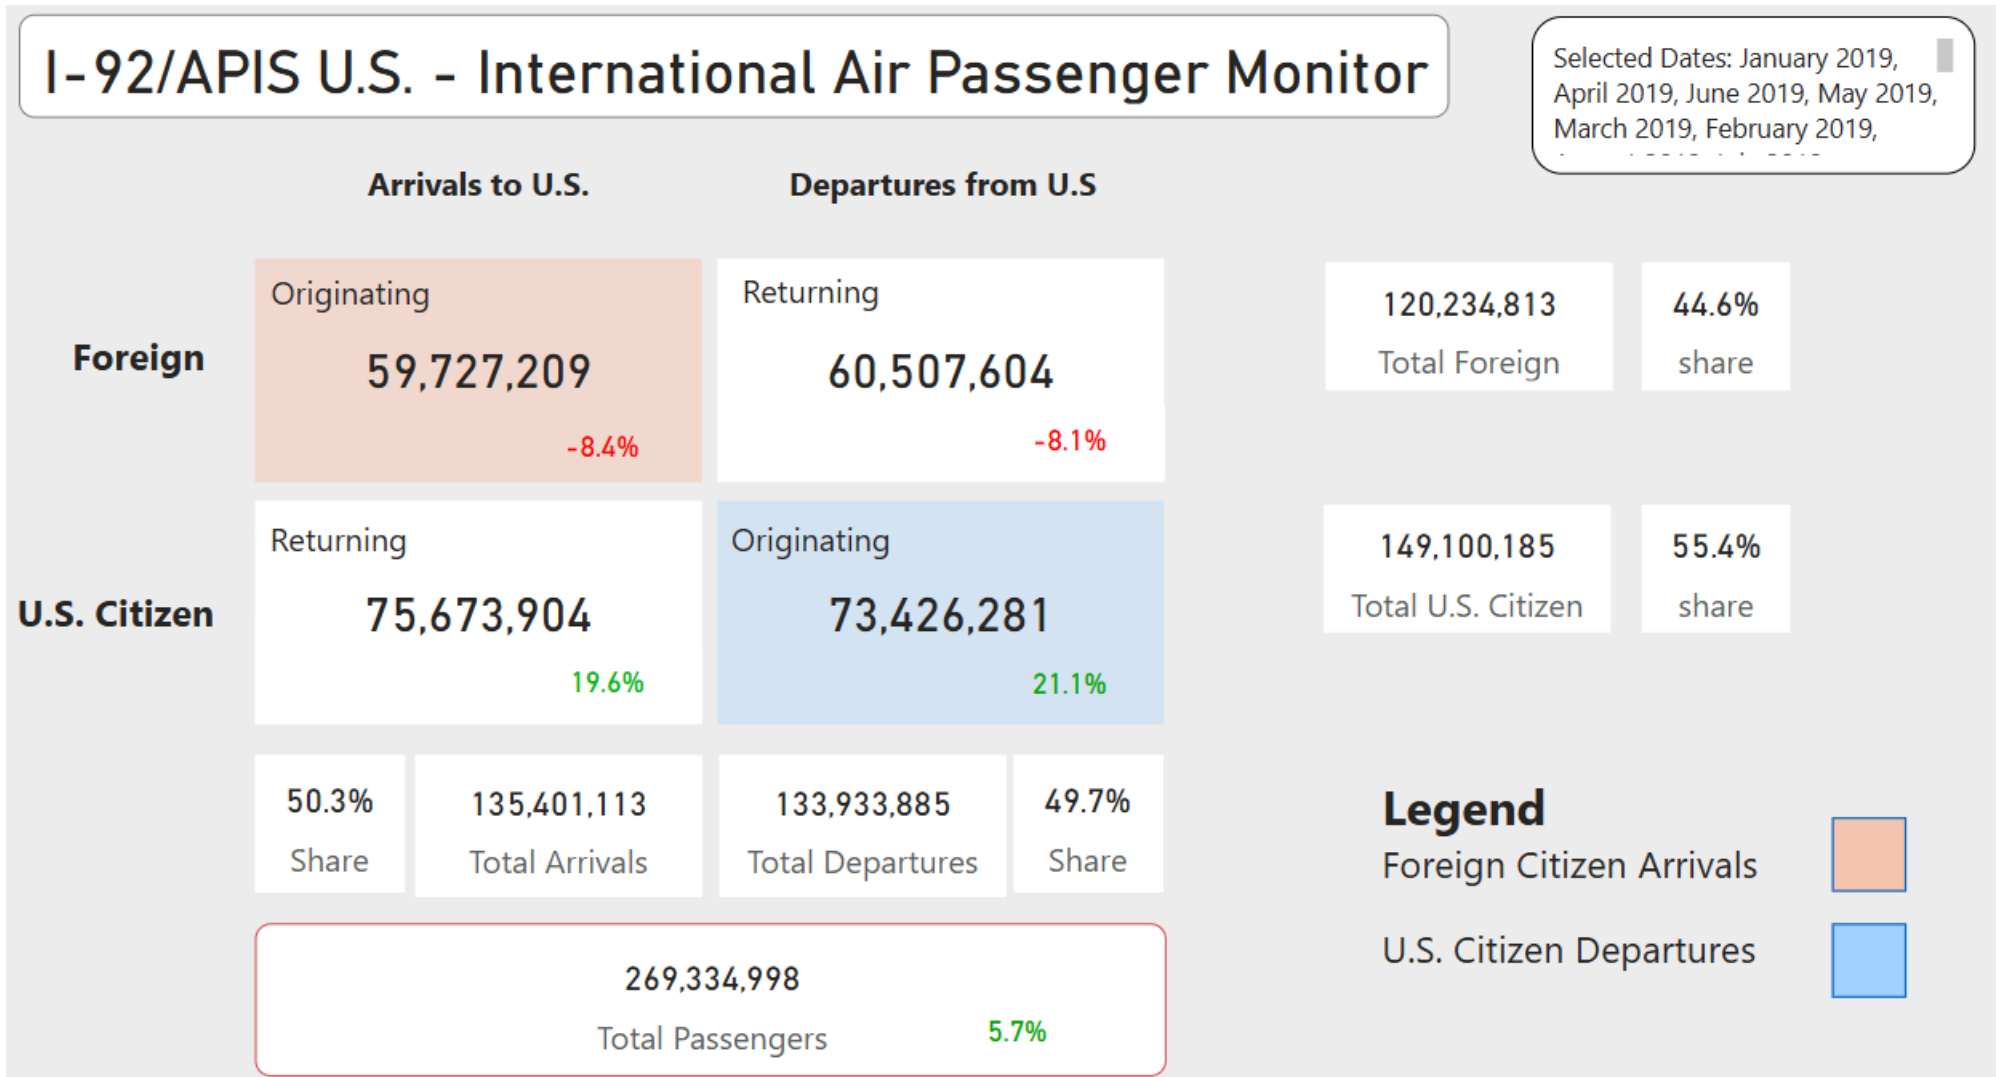 I-92/APIS U.S. - International Air Passenger Monitor
Selected Dates: January 2019,
April 2019, June 2019, May 2019,
March 2019, February 2019,
Arrivals to U.S.
Departures from U.S
Foreign
Originating
59,727,209
-8.4%
Returning
60,507,604
-8.1%
120,234,813
Total Foreign
44.6%
share
U.S. Citizen
Returning
75,673,904
19.6%
Originating
73,426,281
21.1%
149,100,185
Total U.S. Citizen
55.4%
share
50.3%
Share
135,401,113
Total Arrivals
133,933,885
Total Departures
49.7%
Share
269,334,998
Total Passengers
5.7%
Legend
Foreign Citizen Arrivals
U.S. Citizen Departures